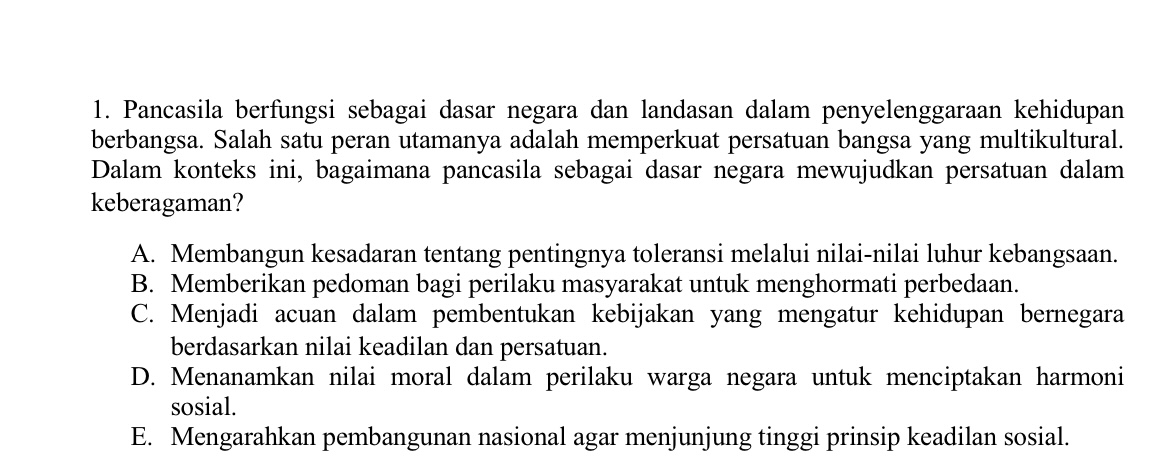 1. Pancasila berfungsi sebagai dasar negara dan landasan dalam penyelenggaraan kehidupan
berbangsa. Salah satu peran utamanya adalah memperkuat persatuan bangsa yang multikultural.
Dalam konteks ini, bagaimana pancasila sebagai dasar negara mewujudkan persatuan dalam
keberagaman?
A. Membangun kesadaran tentang pentingnya toleransi melalui nilai-nilai luhur kebangsaan.
B. Memberikan pedoman bagi perilaku masyarakat untuk menghormati perbedaan.
C. Menjadi acuan dalam pembentukan kebijakan yang mengatur kehidupan bernegara
berdasarkan nilai keadilan dan persatuan.
D. Menanamkan nilai moral dalam perilaku warga negara untuk menciptakan harmoni
sosial.
E. Mengarahkan pembangunan nasional agar menjunjung tinggi prinsip keadilan sosial.